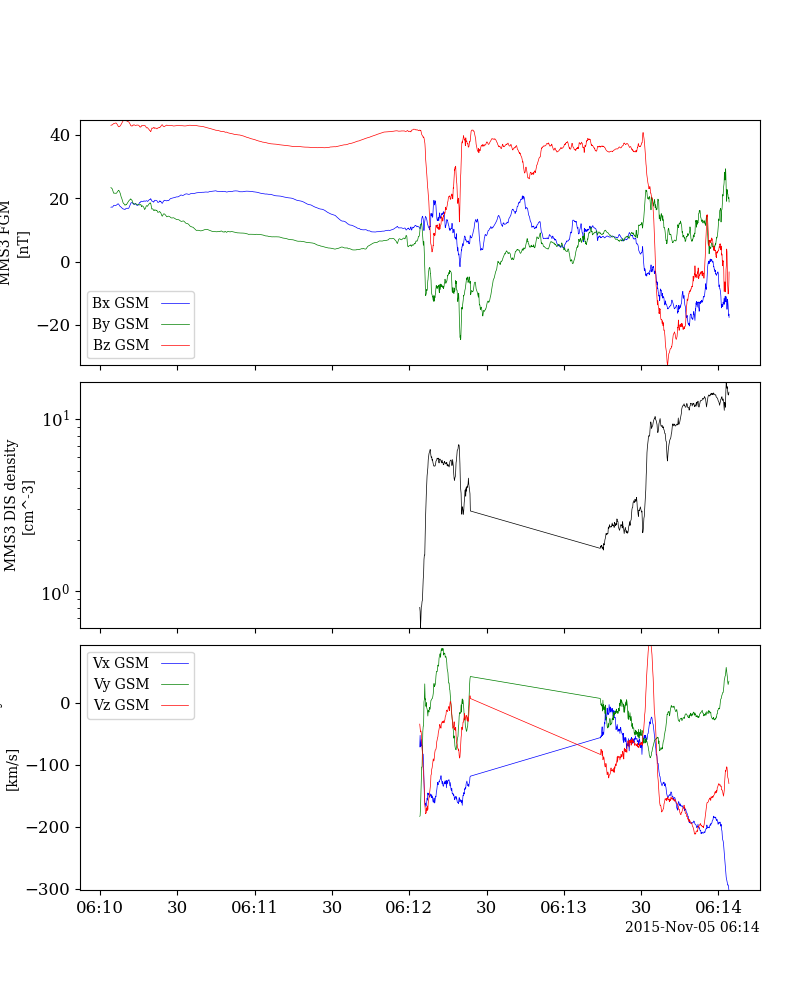 40
20
0
−20
MMS3 FGM
[nT]
Bx GSM
By GSM
Bz GSM
10^1
10^0
MMS3 DIS density
[cm^-3]
Vx GSM
Vy GSM
Vz GSM
0
−100
−200
−300
[km/s]
06:10
30
06:11
30
06:12
30
06:13
30
06:14
2015-Nov-05 06:14